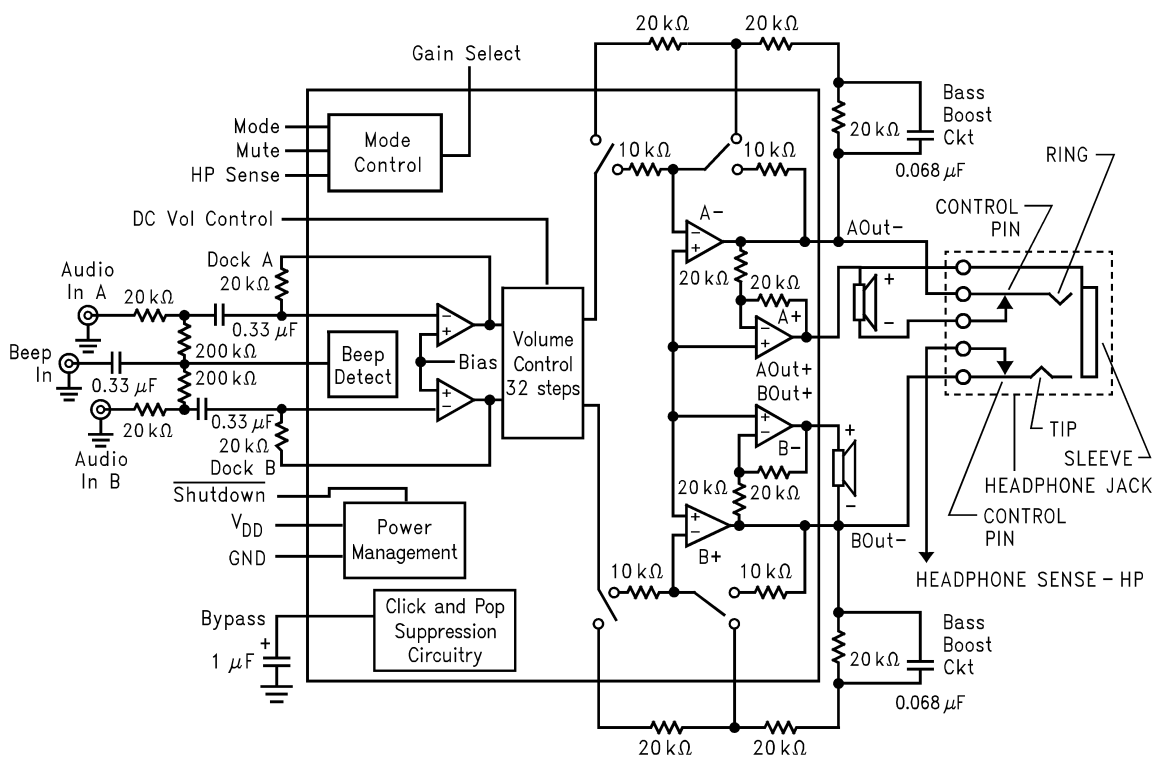 20 kΩ
20 kΩ
Gain Select
Bass
Boost
Ckt
20 kΩ
0.068 µF
Mode
Mute
HP Sense
Mode
Control
10 kΩ
10 kΩ
RING
CONTROL
PIN
DC Vol Control
A−
AOut−
−
+
Dock A
20 kΩ
20 kΩ
20 kΩ
Audio
In A
20 kΩ
0.33 µF
−
+
A+
−
+
+
−
Beep
In
200 kΩ
200 kΩ
0.33 µF
Beep
Detect
Bias
Volume
Control
32 steps
AOut+
BOut+
+
−
0.33 µF
20 kΩ
Audio
In B
20 kΩ
Dock B
+
−
B−
+
−
20 kΩ
20 kΩ
TIP
SLEEVE
HEADPHONE JACK
CONTROL
PIN
Shutdown
V DD
GND
Power
Management
+
−
B+
BOut−
HEADPHONE SENSE − HP
10 kΩ
10 kΩ
Bypass
+
1 µF
Click and Pop
Suppression
Circuitry
Bass
Boost
Ckt
20 kΩ
0.068 µF
20 kΩ
20 kΩ